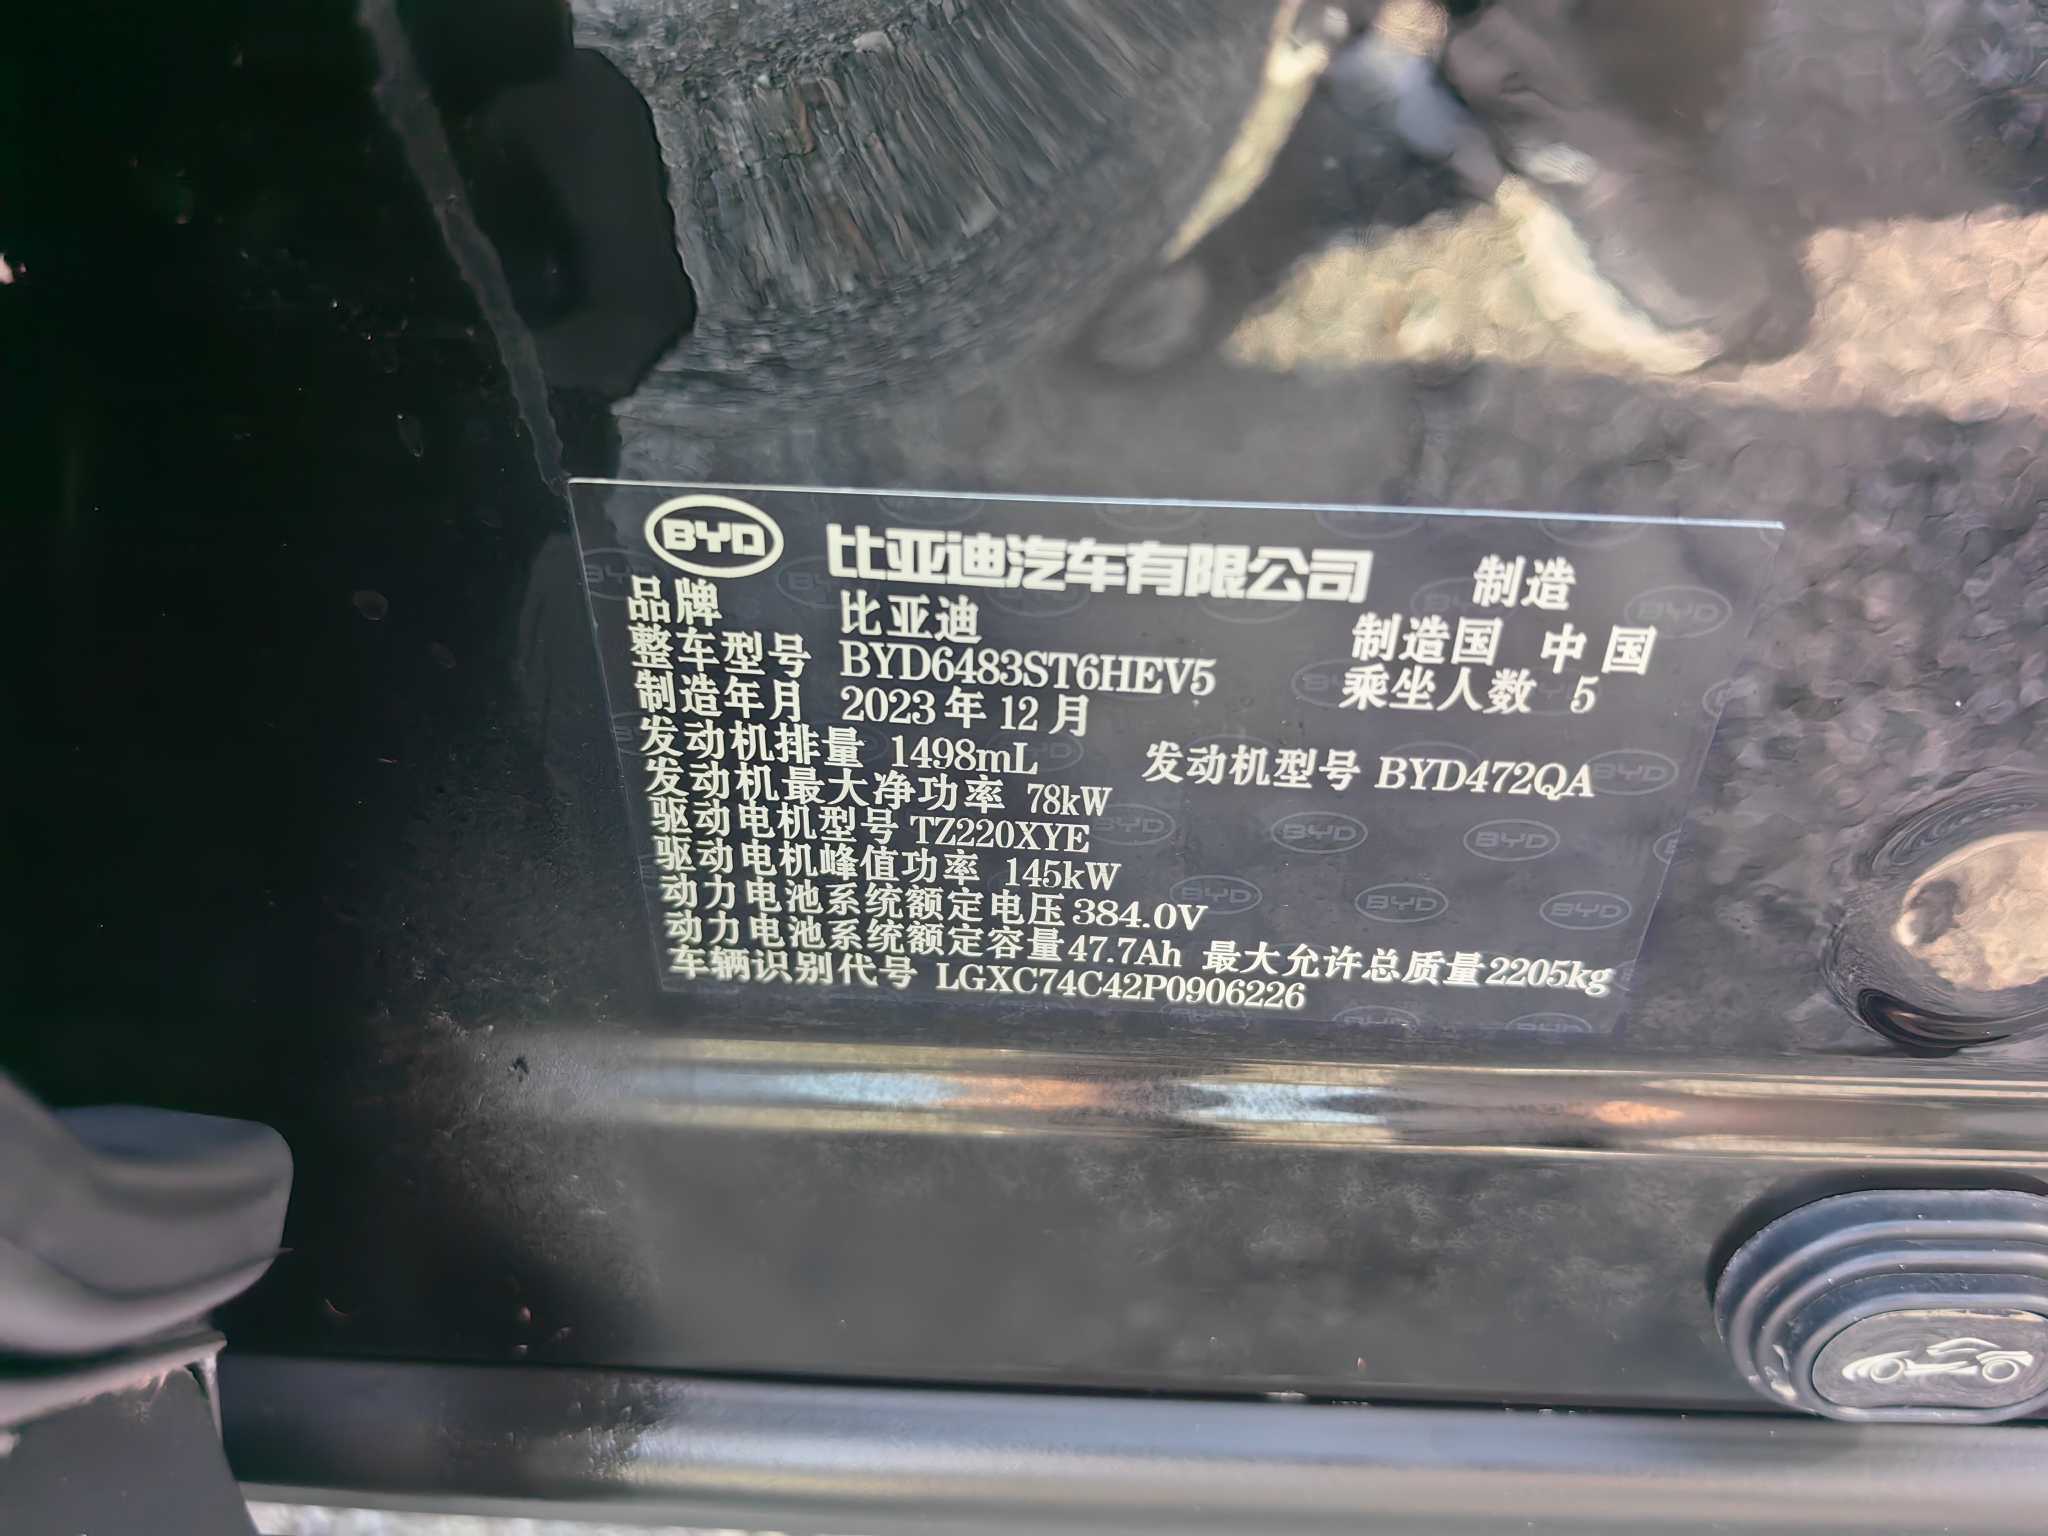 BYD 比亚迪汽车有限公司 制造
品牌 比亚迪 制造国 中国
整车型号 BYD6483ST6HEV5 乘坐人数 5
制造年月 2023年12月
发动机排量 1498mL 发动机型号 BYD472QA
发动机最大净功率 78kW
驱动电机型号 TZ220XYE
驱动电机峰值功率 145kW
动力电池系统额定电压 384.0V
动力电池系统额定容量 47.7Ah 最大允许总质量 2205kg
车辆识别代号 LGXC74C42P0906226